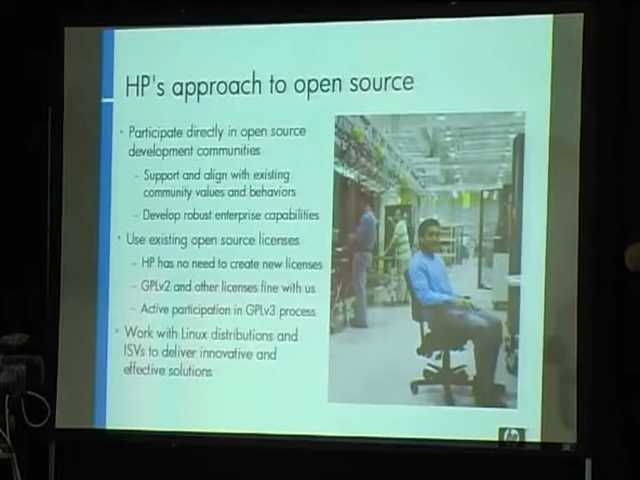 HP's approach to open source
· Participate directly in open source
development communities
– Support and align with existing
community values and behaviors
– Develop robust enterprise capabilities
· Use existing open source licenses
– HP has no need to create new licenses
– GPLv2 and other licenses fine with us
– Active participation in GPLv3 process
· Work with Linux distributions and
ISVs to deliver innovative and
effective solutions
hp